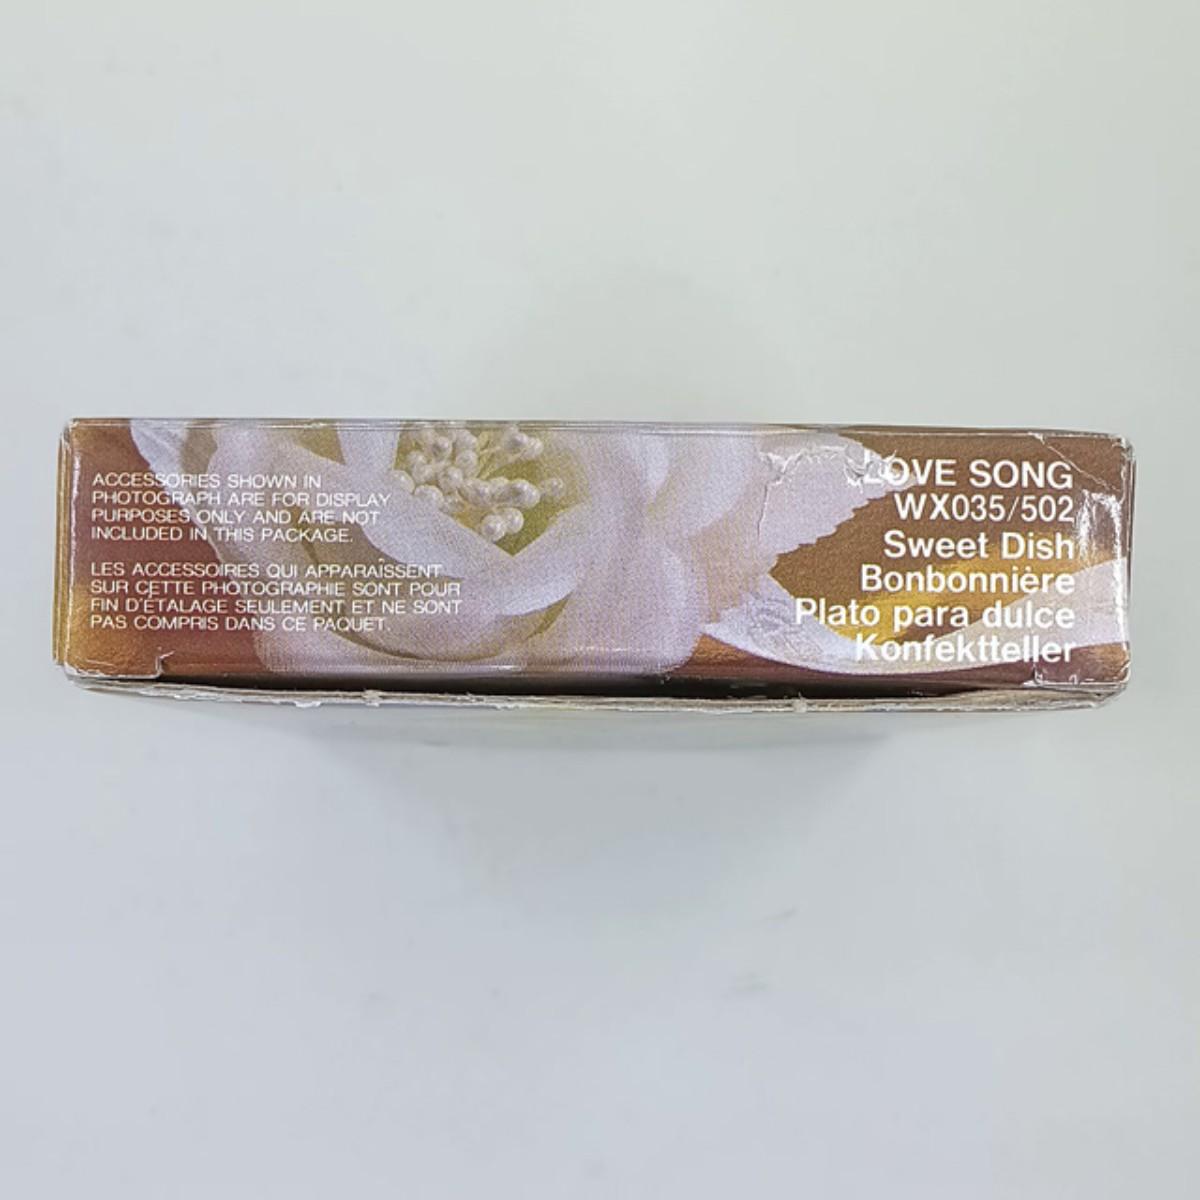 ACCESSORIES SHOWN IN
PHOTOGRAPH ARE FOR DISPLAY
PURPOSES ONLY AND ARE NOT
INCLUDED IN THIS PACKAGE.
LES ACCESSOIRES QUI APPARAISSENT
SUR CETTE PHOTOGRAPHIE SONT POUR
FIN D'ÉTALAGE SEULEMENT ET NE SONT
PAS COMPRIS DANS CE PAQUET.
LOVE SONG
WX035/502
Sweet Dish
Bonbonnière
Plato para dulce
Konfektteller